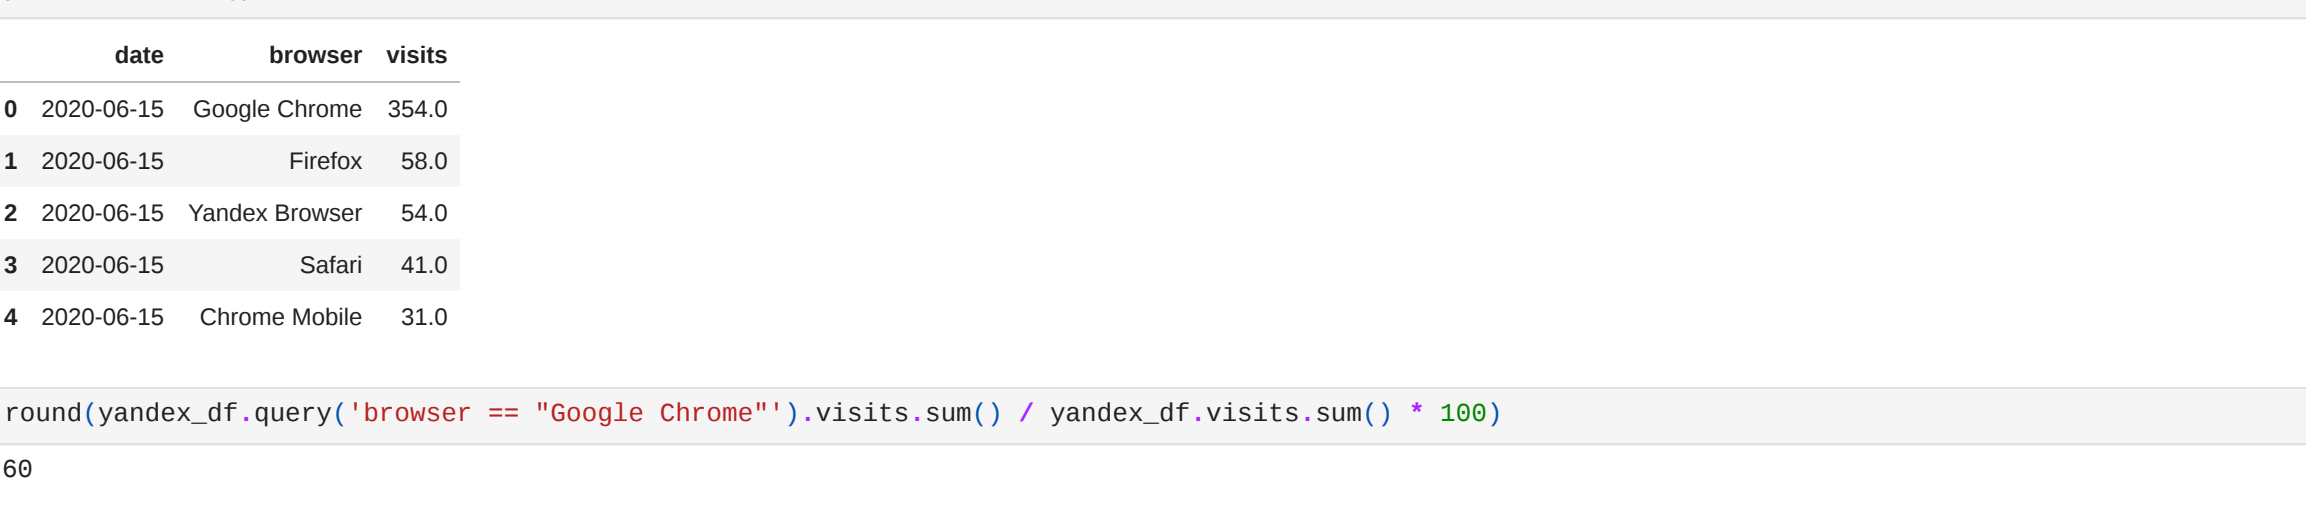 date browser visits
0 2020-06-15 Google Chrome 354.0
1 2020-06-15 Firefox 58.0
2 2020-06-15 Yandex Browser 54.0
3 2020-06-15 Safari 41.0
4 2020-06-15 Chrome Mobile 31.0
round(yandex_df.query('browser == "Google Chrome"').visits.sum() / yandex_df.visits.sum() * 100)
60